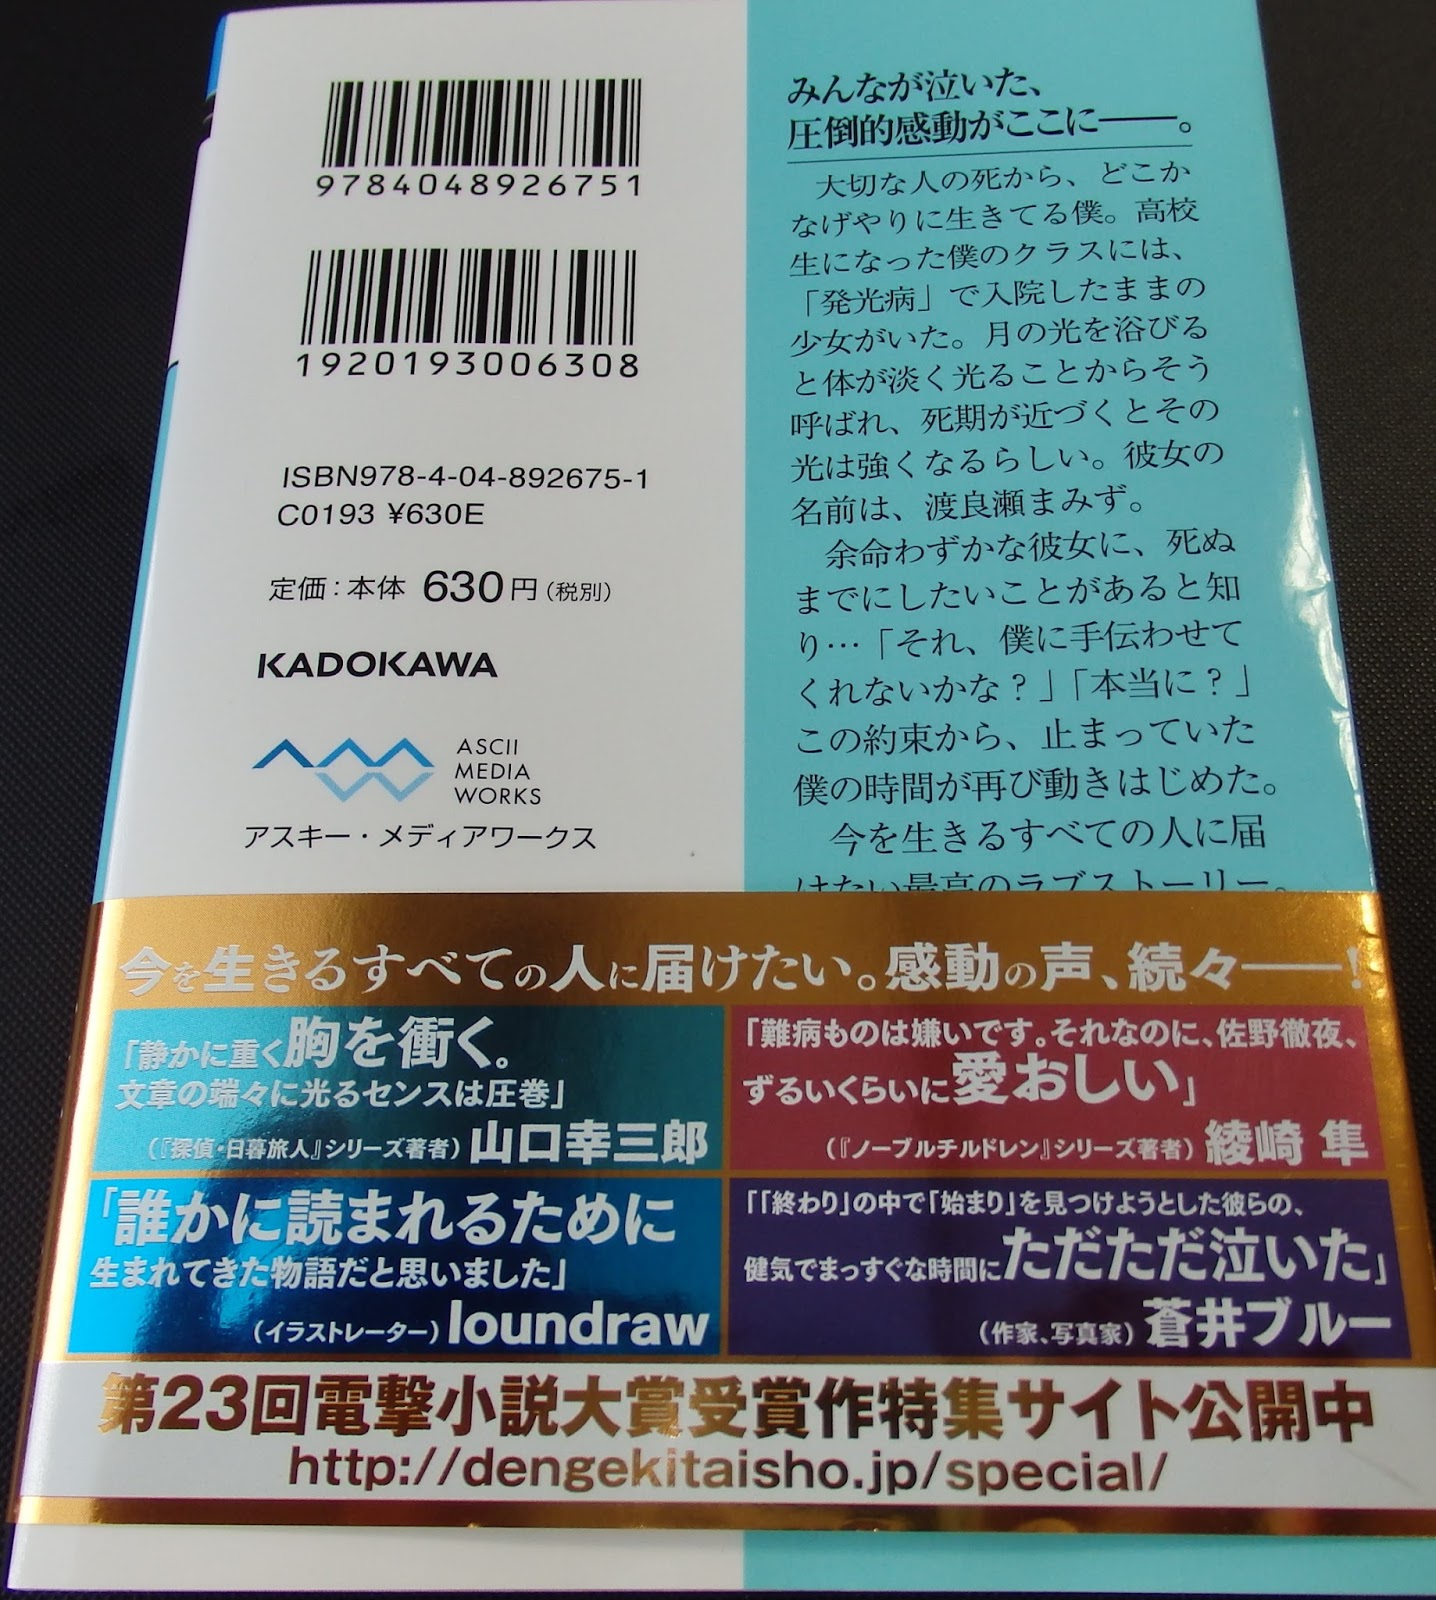 9784048926751
1920193006308
ISBN978-4-04-892675-1
C0193 ¥630E
定価：本体 630円（税別）
KADOKAWA
ASCII
MEDIA
WORKS
アスキー・メディアワークス
みんなが泣いた、
圧倒的感動がここに――。
大切な人の死から、どこか
なげやりに生きてる僕。高校
生になった僕のクラスには、
「発光病」で入院したままの
少女がいた。月の光を浴びる
と体が淡く光ることからそう
呼ばれ、死期が近づくとその
光は強くなるらしい。彼女の
名前は、渡良瀬まみず。
余命わずかな彼女に、死ぬ
までにしたいことがあると知
り…「それ、僕に手伝わせて
くれないかな？」「本当に？」
この約束から、止まっていた
僕の時間が再び動きはじめた。
今を生きるすべての人に届
けたい最高のラブストーリー。
今を生きるすべての人に届けたい。感動の声、続々――！
「静かに重く胸を衝く。
文章の端々に光るセンスは圧巻」
（『探偵・日暮旅人』シリーズ著者）山口幸三郎
「難病ものは嫌いです。それなのに、佐野徹夜、
ずるいくらいに愛おしい」
（『ノーブルチルドレン』シリーズ著者）綾崎 隼
「誰かに読まれるために
生まれてきた物語だと思いました」
（イラストレーター）loundraw
「「終わり」の中で「始まり」を見つけようとした彼らの、
健気でまっすぐな時間にただただ泣いた」
（作家、写真家）蒼井ブルー
第23回電撃小説大賞受賞作特集サイト公開中
http://dengekitaisho.jp/special/